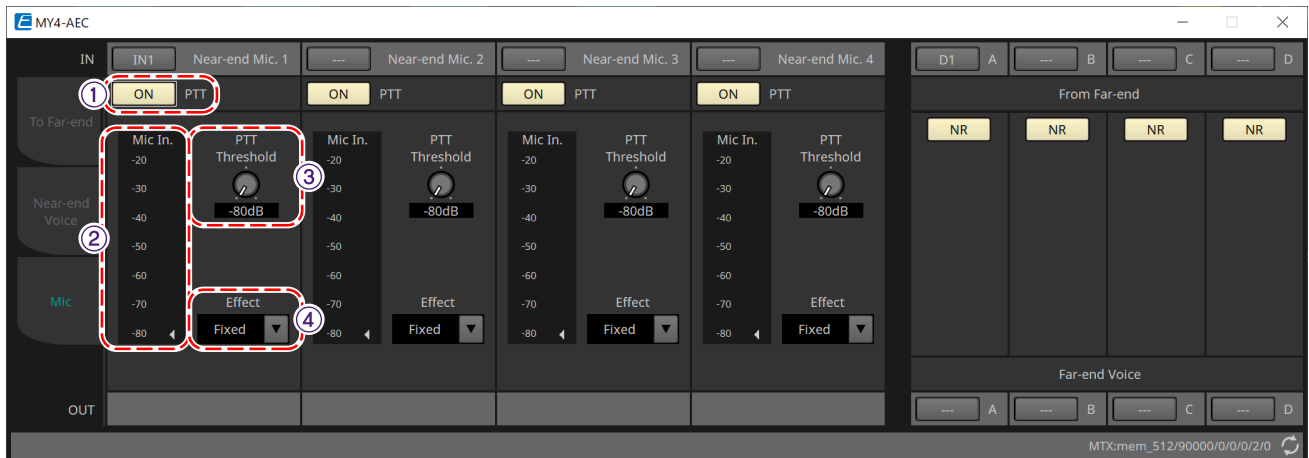 MY4-AEC
IN IN1 Near-end Mic. 1 --- Near-end Mic. 2 --- Near-end Mic. 3 --- Near-end Mic. 4 D1 A --- B --- C --- D
① ON PTT ON PTT ON PTT ON PTT From Far-end
To Far-end
Near-end
Voice
Mic
②
Mic In.
-20
-30
-40
-50
-60
-70
-80
PTT
Threshold
③
-80dB
Effect
④
Fixed
Mic In.
-20
-30
-40
-50
-60
-70
-80
PTT
Threshold
-80dB
Effect
Fixed
Mic In.
-20
-30
-40
-50
-60
-70
-80
PTT
Threshold
-80dB
Effect
Fixed
Mic In.
-20
-30
-40
-50
-60
-70
-80
PTT
Threshold
-80dB
Effect
Fixed
NR NR NR NR
Far-end Voice
OUT --- A --- B --- C --- D
MTX:mem_512/90000/0/0/0/2/0